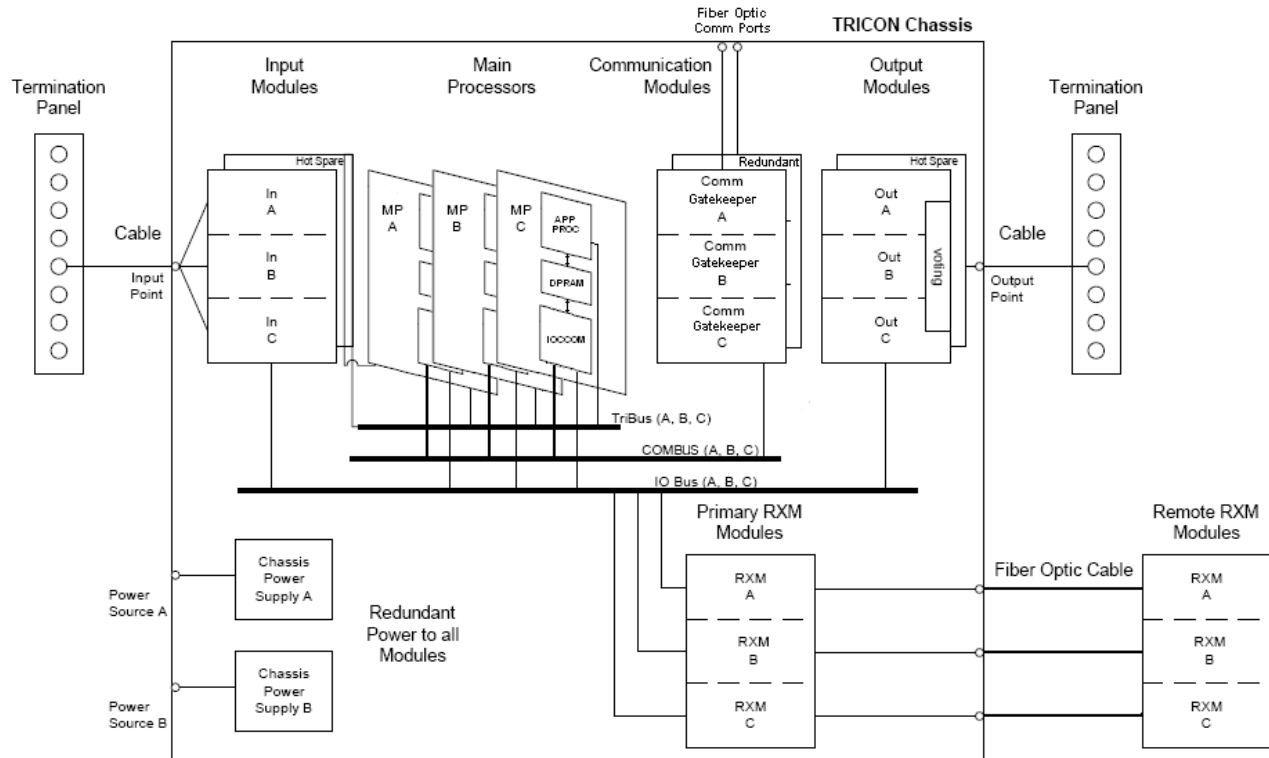 Fiber Optic
Comm Ports
TRICON Chassis
Input
Modules
Main
Processors
Communication
Modules
Output
Modules
Termination
Panel
Termination
Panel
Hot Spare
Redundant
Hot Spare
In
A
In
B
In
C
MP
A
MP
B
MP
C
APP
PROC
DPRAM
IOCCOM
Comm
Gatekeeper
A
Comm
Gatekeeper
B
Comm
Gatekeeper
C
Out
A
Out
B
Out
C
voting
Cable
Input
Point
Cable
Output
Point
TriBus (A, B, C)
COMBUS (A, B, C)
IO Bus (A, B, C)
Primary RXM
Modules
Remote RXM
Modules
Chassis
Power
Supply A
Power
Source A
Redundant
Power to all
Modules
Chassis
Power
Supply B
Power
Source B
RXM
A
RXM
B
RXM
C
Fiber Optic Cable
RXM
A
RXM
B
RXM
C